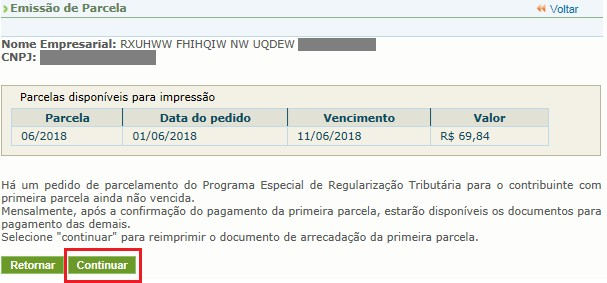 Emissão de Parcela
Voltar
Nome Empresarial: RXUHWW FHIHQIW NW UQDEW
CNPJ:
Parcelas disponíveis para impressão
Parcela Data do pedido Vencimento Valor
06/2018 01/06/2018 11/06/2018 R$ 69,84
Há um pedido de parcelamento do Programa Especial de Regularização Tributária para o contribuinte com
primeira parcela ainda não vencida.
Mensalmente, após a confirmação do pagamento da primeira parcela, estarão disponíveis os documentos para
pagamento das demais.
Selecione "continuar" para reimprimir o documento de arrecadação da primeira parcela.
Retornar Continuar